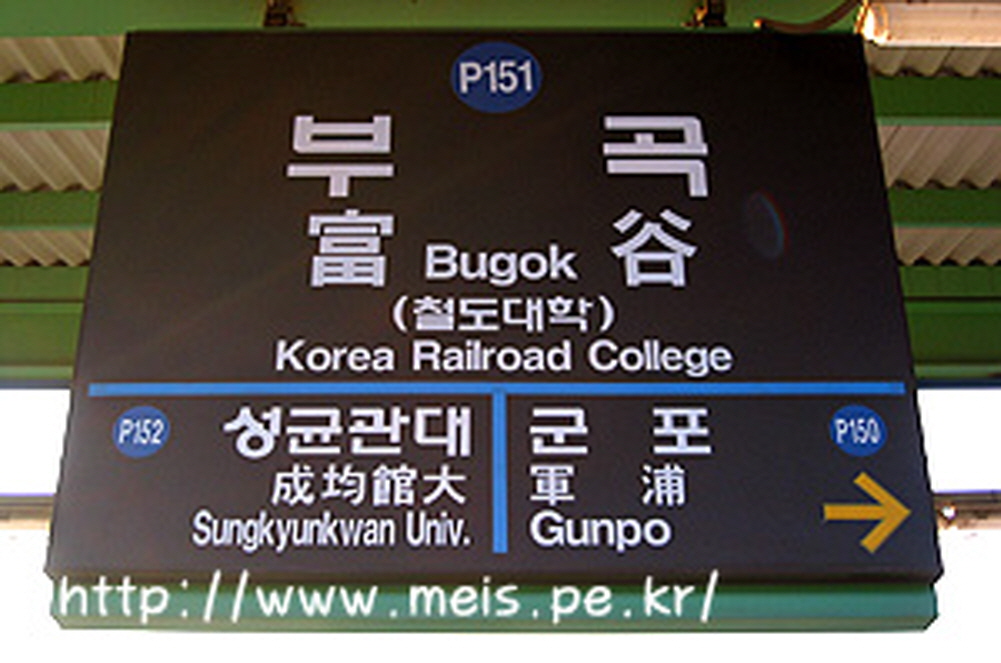 P151
부 곡
富 Bugok 谷
(철도대학)
Korea Railroad College
P152 성균관대
成均館大
Sungkyunkwan Univ.
군 포 P150
軍 浦
Gunpo
http://www.meis.pe.kr/